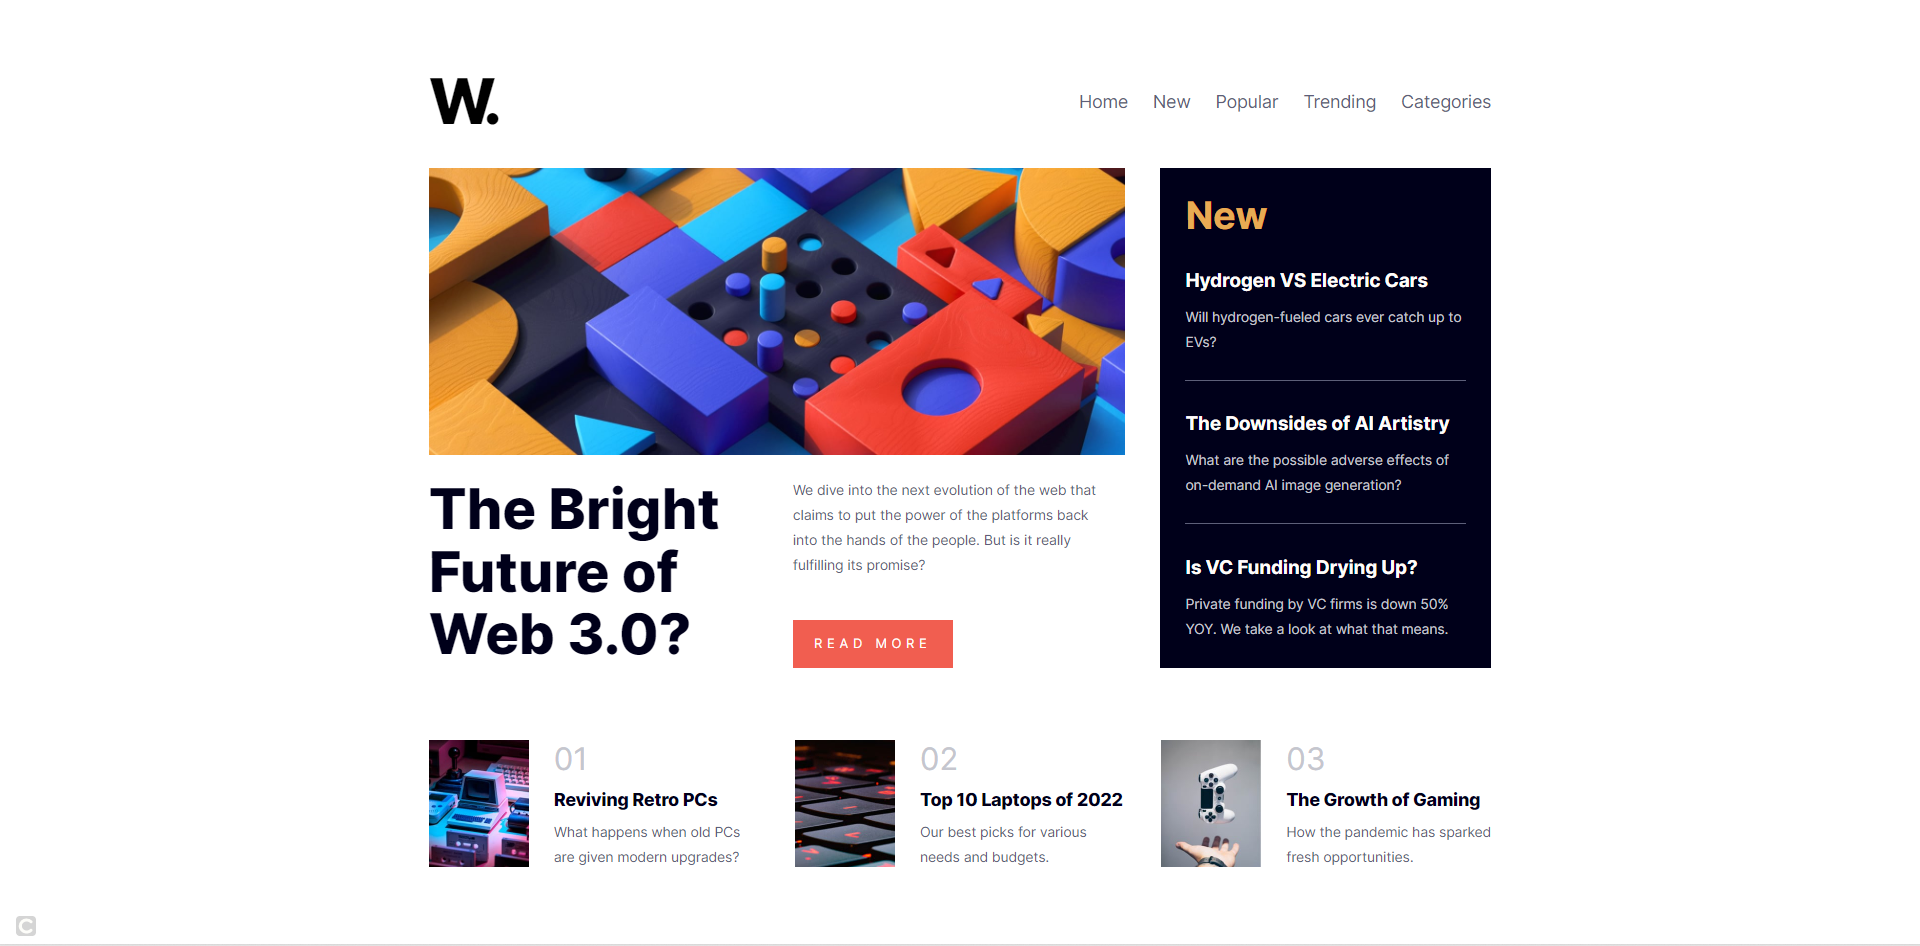 W.
Home New Popular Trending Categories
The Bright
Future of
Web 3.0?
We dive into the next evolution of the web that
claims to put the power of the platforms back
into the hands of the people. But is it really
fulfilling its promise?
READ MORE
New
Hydrogen VS Electric Cars
Will hydrogen-fueled cars ever catch up to
EVs?
The Downsides of AI Artistry
What are the possible adverse effects of
on-demand AI image generation?
Is VC Funding Drying Up?
Private funding by VC firms is down 50%
YOY. We take a look at what that means.
01
Reviving Retro PCs
What happens when old PCs
are given modern upgrades?
02
Top 10 Laptops of 2022
Our best picks for various
needs and budgets.
03
The Growth of Gaming
How the pandemic has sparked
fresh opportunities.
C